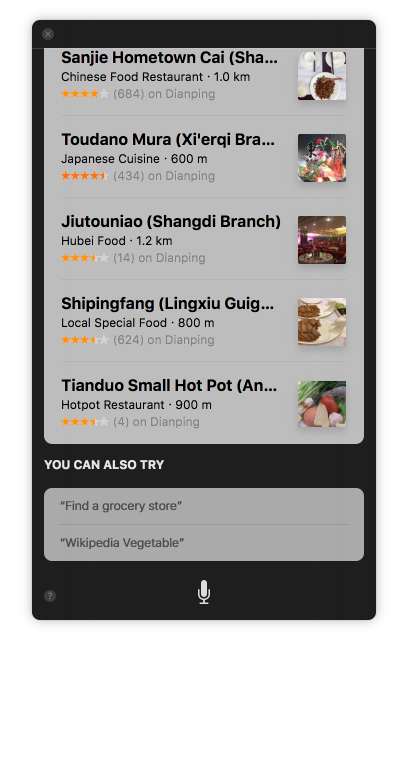 Sanjie Hometown Cai (Sha...
Chinese Food Restaurant · 1.0 km
(684) on Dianping
Toudano Mura (Xi'erqi Bra...
Japanese Cuisine · 600 m
(434) on Dianping
Jiutouniao (Shangdi Branch)
Hubei Food · 1.2 km
(14) on Dianping
Shipingfang (Lingxiu Guig...
Local Special Food · 800 m
(624) on Dianping
Tianduo Small Hot Pot (An...
Hotpot Restaurant · 900 m
(4) on Dianping
YOU CAN ALSO TRY
“Find a grocery store”
“Wikipedia Vegetable”
?